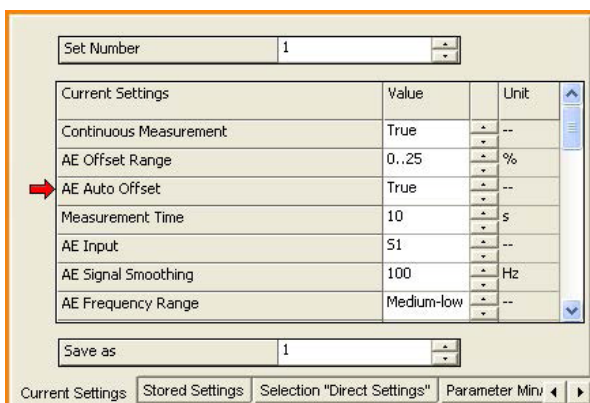 Set Number 1
Current Settings Value Unit
Continuous Measurement True --
AE Offset Range 0..25 %
AE Auto Offset True --
Measurement Time 10 s
AE Input S1 --
AE Signal Smoothing 100 Hz
AE Frequency Range Medium-low --
Save as 1
Current Settings Stored Settings Selection "Direct Settings" Parameter Min/